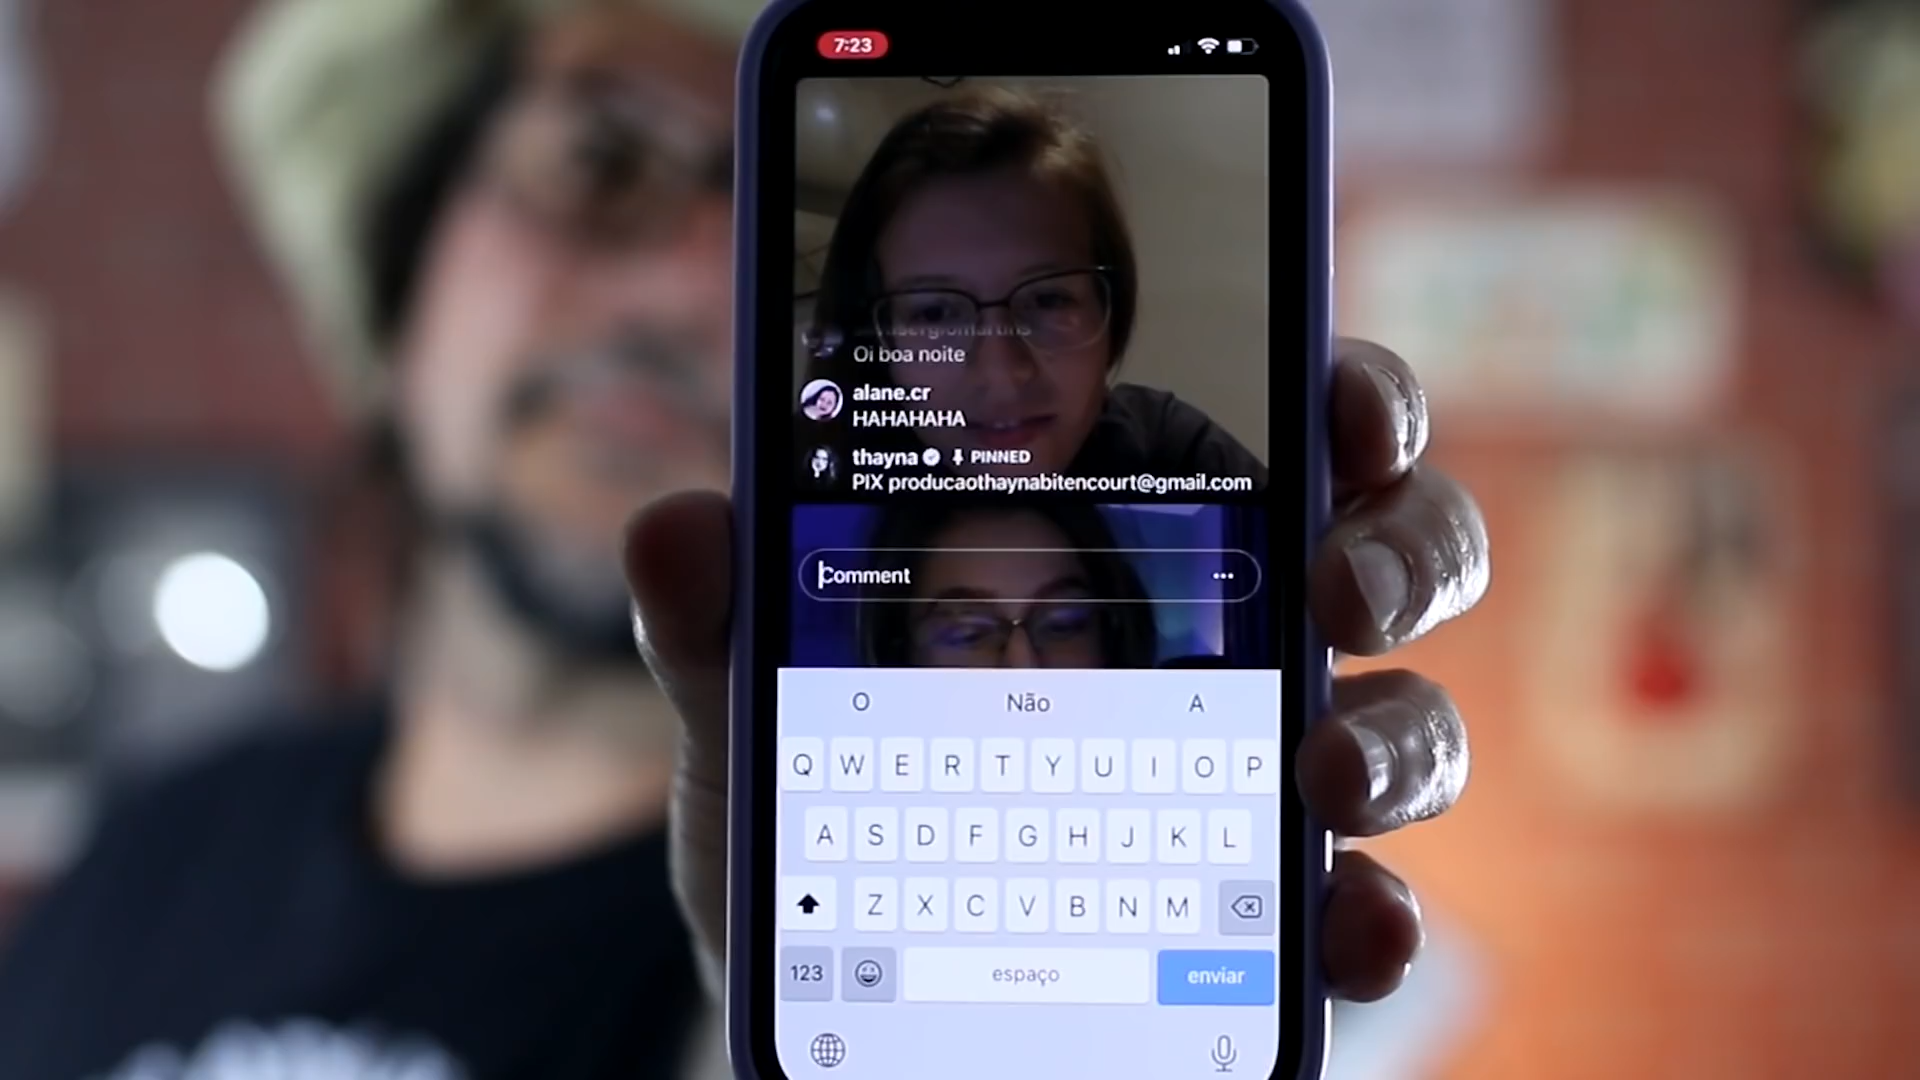 7:23
Oi boa noite
alane.cr
HAHAHAHA
thayna PINNED
PIX producaothaynabitencourt@gmail.com
Comment
O Não A
Q W E R T Y U I O P
A S D F G H J K L
Z X C V B N M
123 espaço enviar